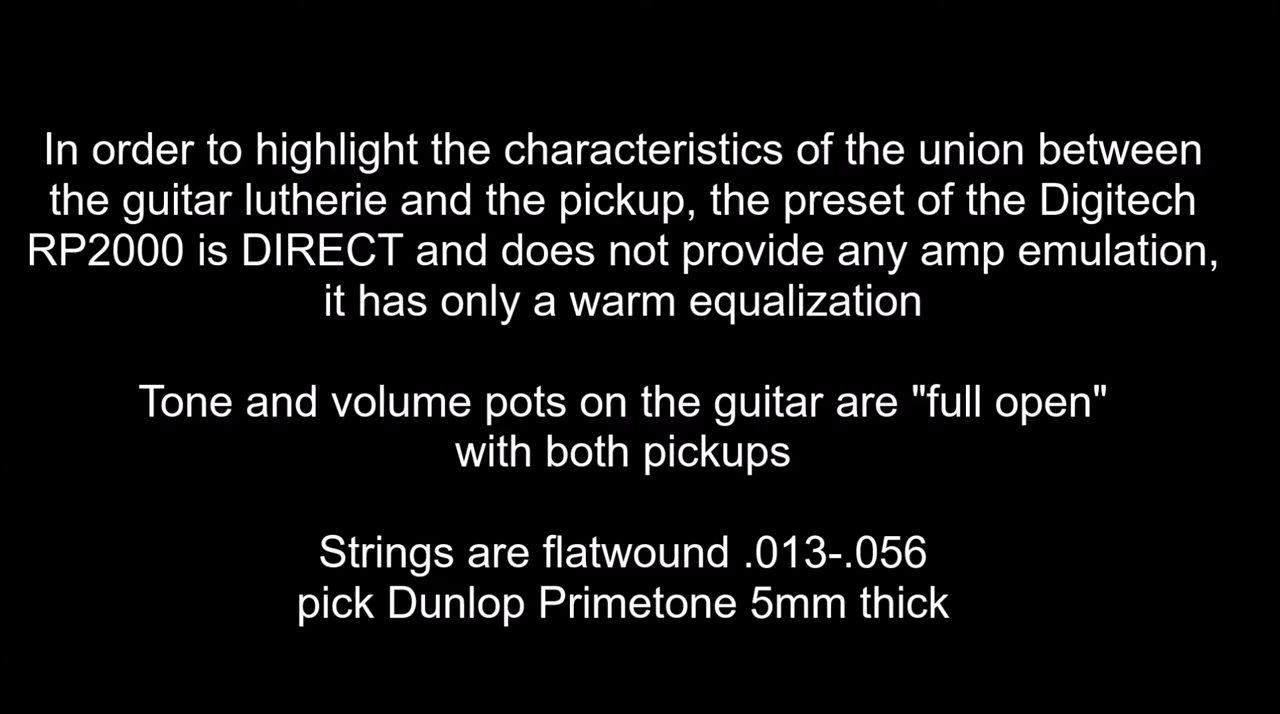 In order to highlight the characteristics of the union between
the guitar lutherie and the pickup, the preset of the Digitech
RP2000 is DIRECT and does not provide any amp emulation,
it has only a warm equalization
Tone and volume pots on the guitar are "full open"
with both pickups
Strings are flatwound .013-.056
pick Dunlop Primetone 5mm thick